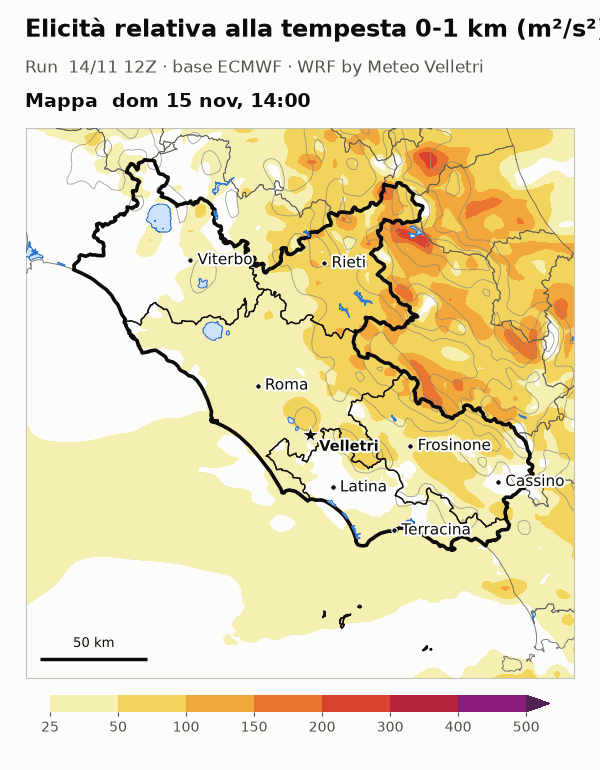 Elicità relativa alla tempesta 0-1 km (m²/s²)
Run 14/11 12Z · base ECMWF · WRF by Meteo Velletri
Mappa dom 15 nov, 14:00
Viterbo
Rieti
Roma
Velletri
Frosinone
Cassino
Latina
Terracina
50 km
25 50 100 150 200 300 400 500